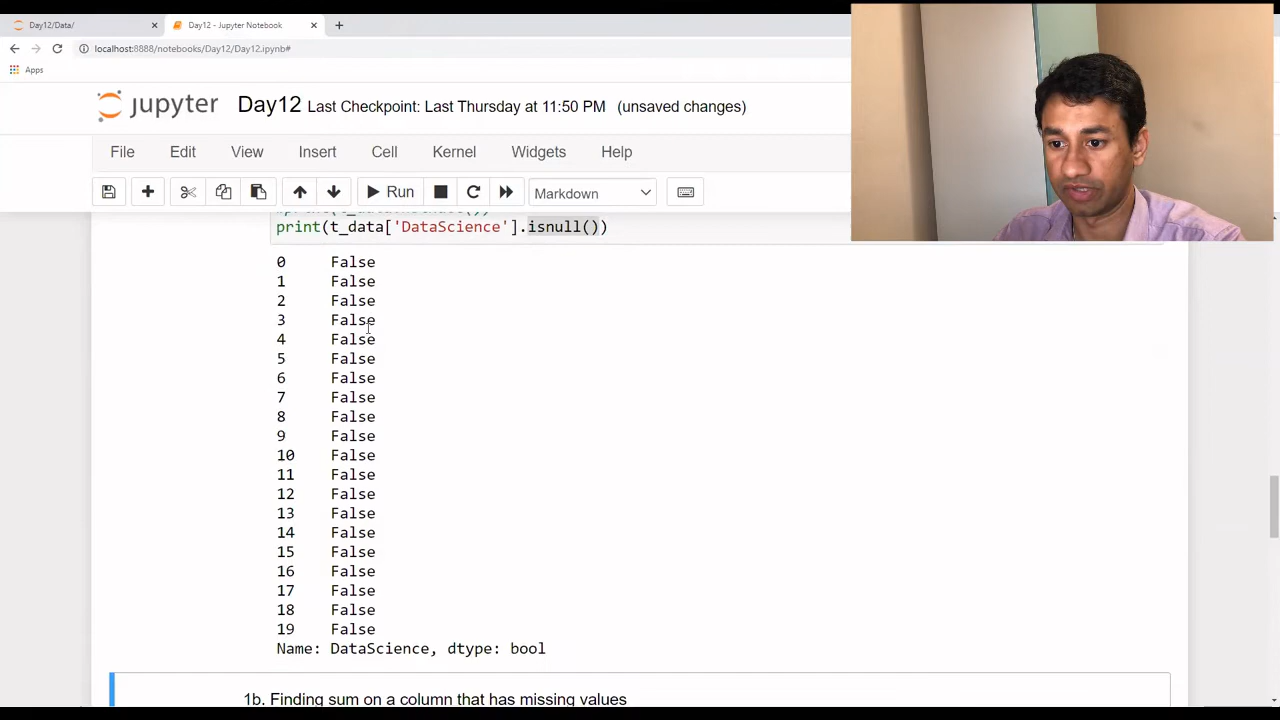 Day12/Data/
Day12 - Jupyter Notebook
localhost:8888/notebooks/Day12/Day12.ipynb#
Apps
jupyter Day12 Last Checkpoint: Last Thursday at 11:50 PM (unsaved changes)
File Edit View Insert Cell Kernel Widgets Help
Run Markdown
print(t_data['DataScience'].isnull())
0 False
1 False
2 False
3 False
4 False
5 False
6 False
7 False
8 False
9 False
10 False
11 False
12 False
13 False
14 False
15 False
16 False
17 False
18 False
19 False
Name: DataScience, dtype: bool
1b. Finding sum on a column that has missing values